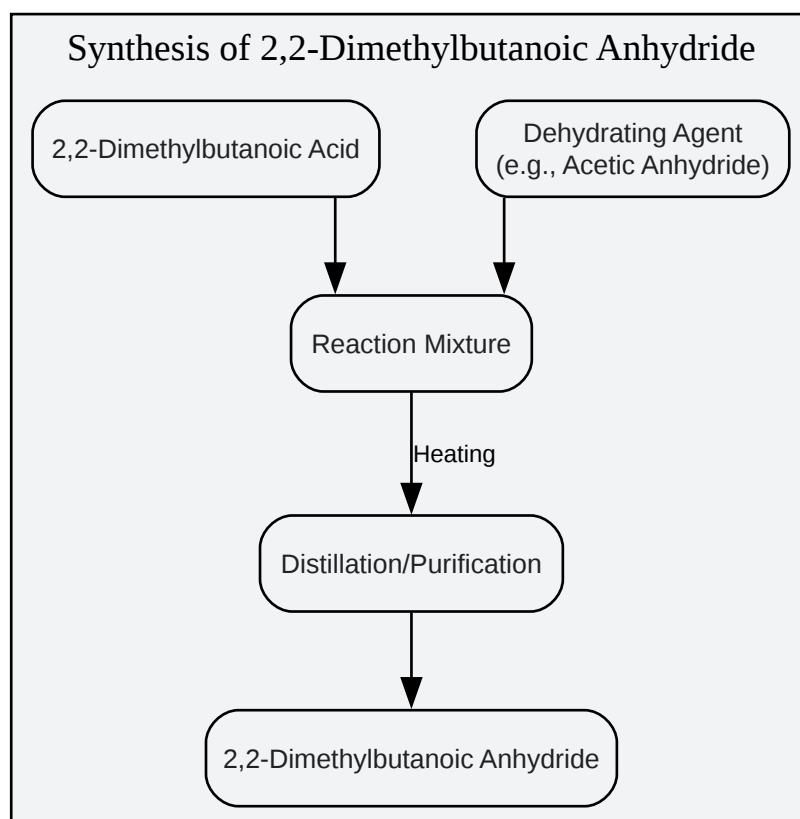 Synthesis of 2,2-Dimethylbutanoic Anhydride
2,2-Dimethylbutanoic Acid
Dehydrating Agent
(e.g., Acetic Anhydride)
Reaction Mixture
Heating
Distillation/Purification
2,2-Dimethylbutanoic Anhydride